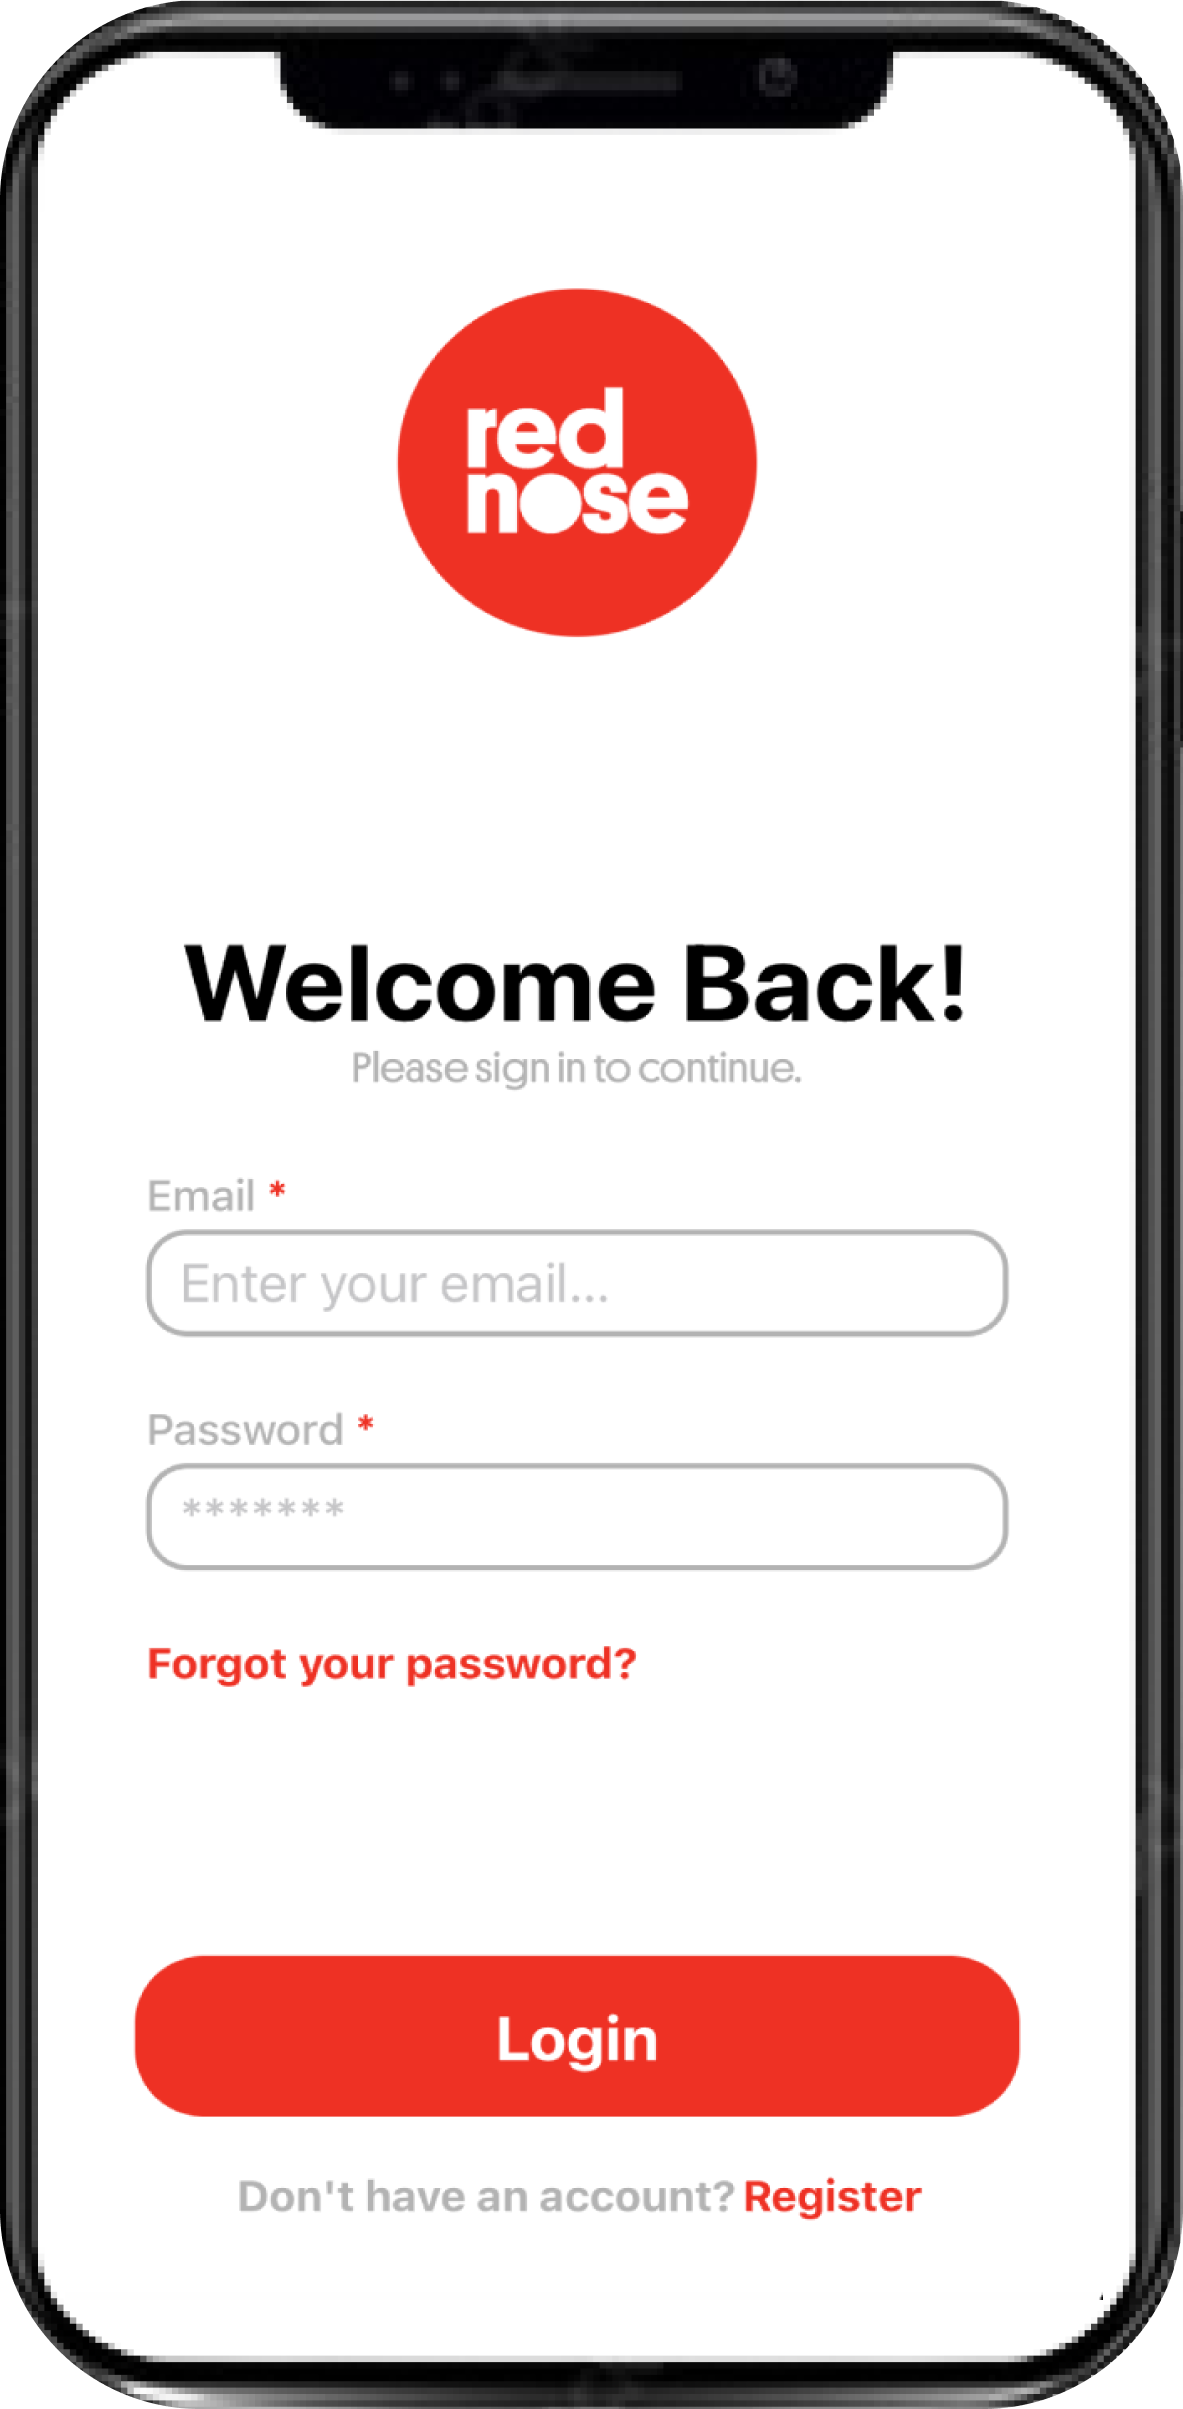 red
nose
Welcome Back!
Please sign in to continue.
Email *
Enter your email...
Password *
*******
Forgot your password?
Login
Don't have an account? Register